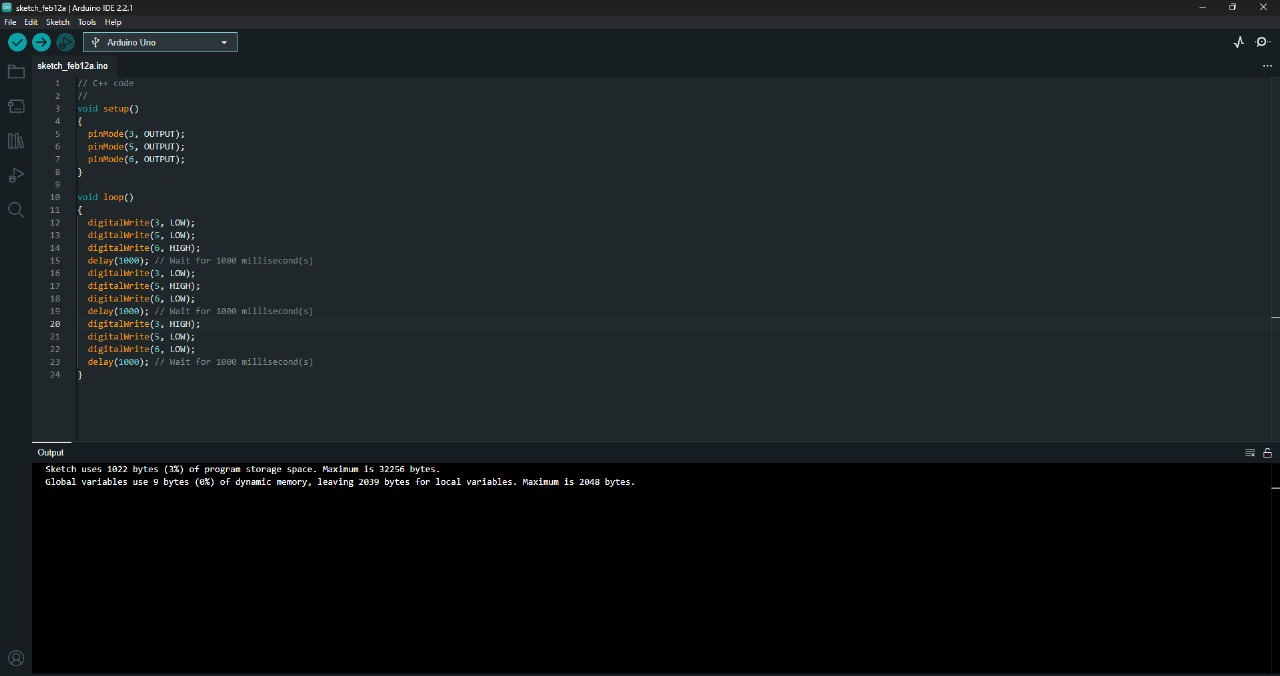 sketch_feb12a | Arduino IDE 2.2.1
File Edit Sketch Tools Help
Arduino Uno
sketch_feb12a.ino
1 // C++ code
2 //
3 void setup()
4 {
5 pinMode(3, OUTPUT);
6 pinMode(5, OUTPUT);
7 pinMode(6, OUTPUT);
8 }
9
10 void loop()
11 {
12 digitalWrite(3, LOW);
13 digitalWrite(5, LOW);
14 digitalWrite(6, HIGH);
15 delay(1000); // Wait for 1000 millisecond(s)
16 digitalWrite(3, LOW);
17 digitalWrite(5, HIGH);
18 digitalWrite(6, LOW);
19 delay(1000); // Wait for 1000 millisecond(s)
20 digitalWrite(3, HIGH);
21 digitalWrite(5, LOW);
22 digitalWrite(6, LOW);
23 delay(1000); // Wait for 1000 millisecond(s)
24 }
Output
Sketch uses 1022 bytes (3%) of program storage space. Maximum is 32256 bytes.
Global variables use 9 bytes (0%) of dynamic memory, leaving 2039 bytes for local variables. Maximum is 2048 bytes.